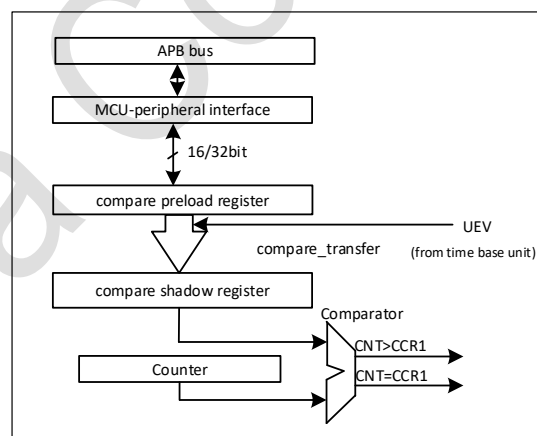 APB bus
MCU-peripheral interface
16/32bit
compare preload register
UEV
compare_transfer
(from time base unit)
compare shadow register
Comparator
CNT>CCR1
Counter
CNT=CCR1